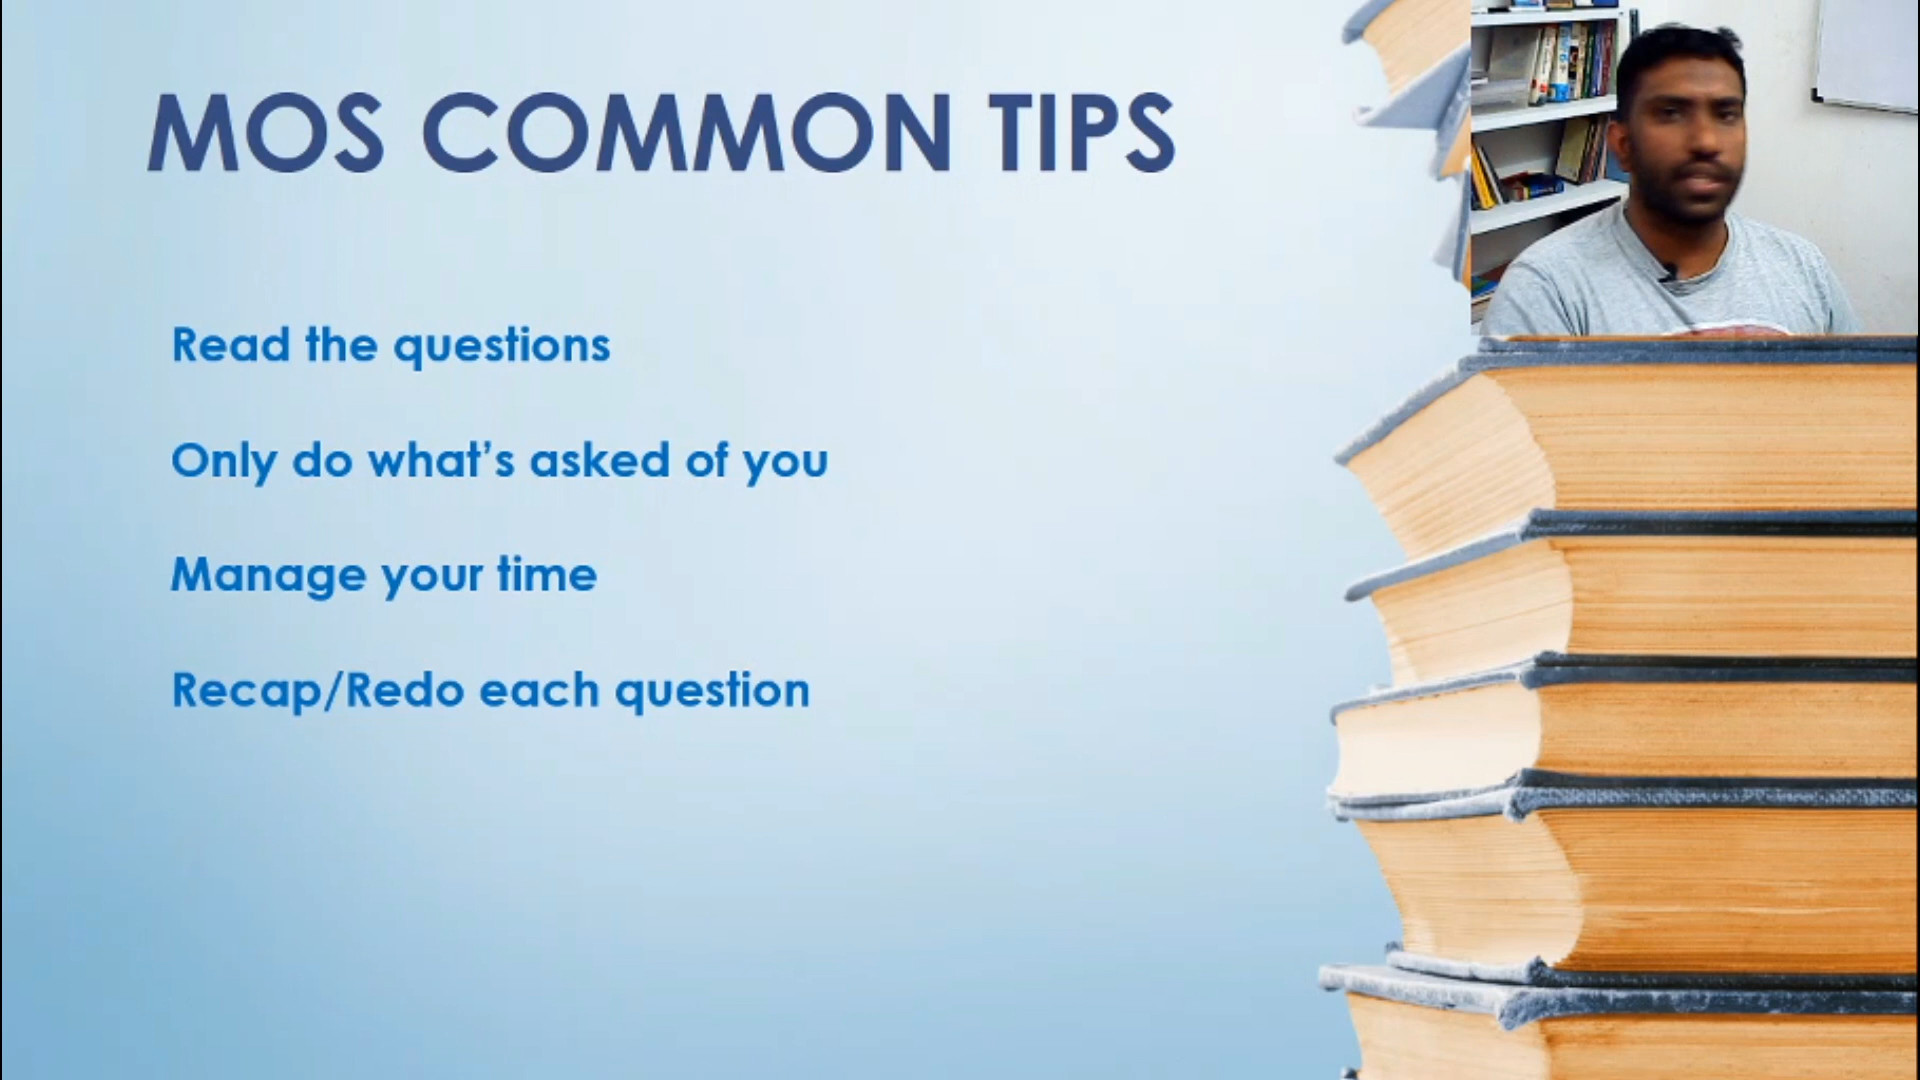 MOS COMMON TIPS
Read the questions
Only do what's asked of you
Manage your time
Recap/Redo each question